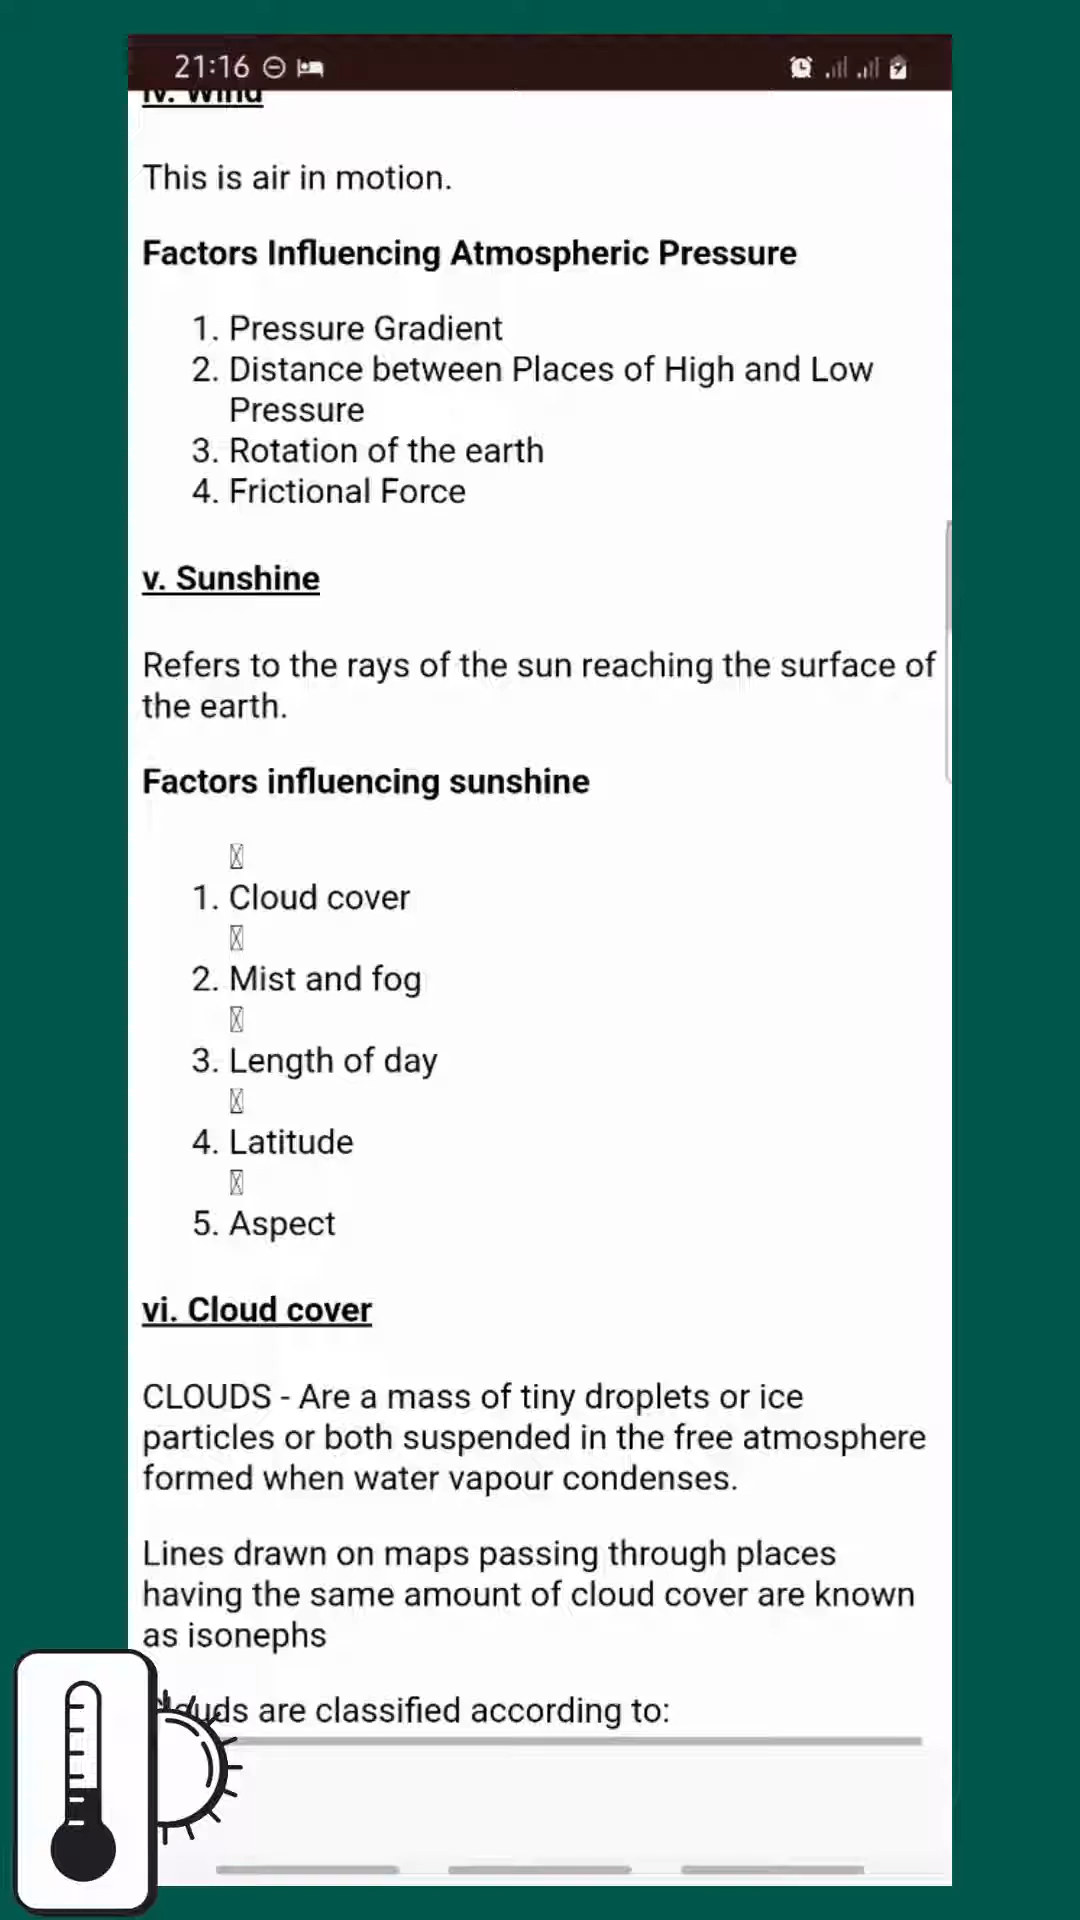 21:16
iv. Wind
This is air in motion.
Factors Influencing Atmospheric Pressure
1. Pressure Gradient
2. Distance between Places of High and Low
Pressure
3. Rotation of the earth
4. Frictional Force
v. Sunshine
Refers to the rays of the sun reaching the surface of
the earth.
Factors influencing sunshine
1. Cloud cover
2. Mist and fog
3. Length of day
4. Latitude
5. Aspect
vi. Cloud cover
CLOUDS - Are a mass of tiny droplets or ice
particles or both suspended in the free atmosphere
formed when water vapour condenses.
Lines drawn on maps passing through places
having the same amount of cloud cover are known
as isonephs
Clouds are classified according to: